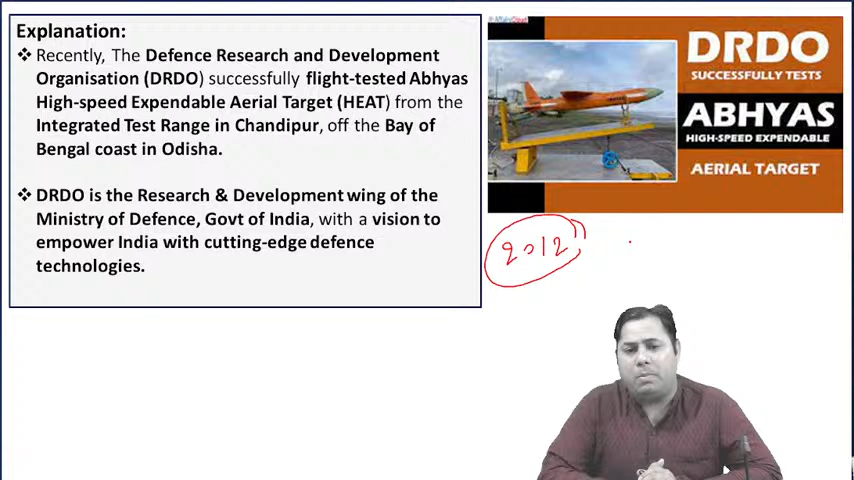 Explanation:
❖ Recently, The Defence Research and Development
Organisation (DRDO) successfully flight-tested Abhyas
High-speed Expendable Aerial Target (HEAT) from the
Integrated Test Range in Chandipur, off the Bay of
Bengal coast in Odisha.
❖ DRDO is the Research & Development wing of the
Ministry of Defence, Govt of India, with a vision to
empower India with cutting-edge defence
technologies.
DRDO
SUCCESSFULLY TESTS
ABHYAS
HIGH-SPEED EXPENDABLE
AERIAL TARGET
2012